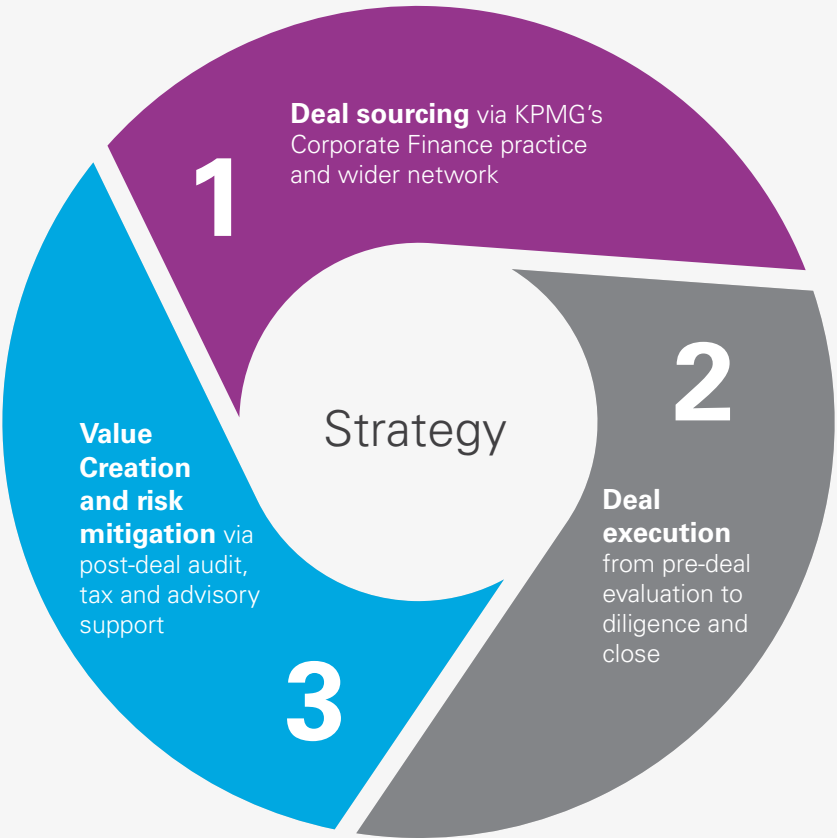 1
Deal sourcing via KPMG's
Corporate Finance practice
and wider network
2
Deal
execution
from pre-deal
evaluation to
diligence and
close
3
Value
Creation
and risk
mitigation via
post-deal audit,
tax and advisory
support
Strategy